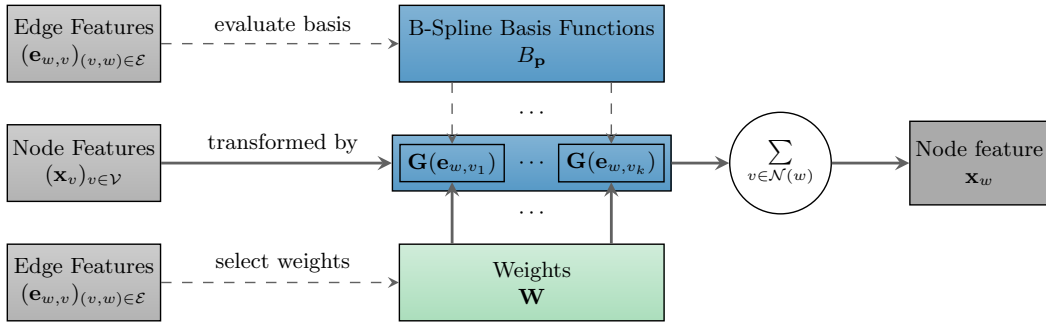 Edge Features
(e_{w,v})_{(v,w)∈ℰ}
evaluate basis
B-Spline Basis Functions
B_p
...
Node Features
(x_v)_{v∈𝒱}
transformed by
G(e_{w,v_1}) ··· G(e_{w,v_k})
∑
v∈𝒩(w)
Node feature
x_w
...
Edge Features
(e_{w,v})_{(v,w)∈ℰ}
select weights
Weights
W